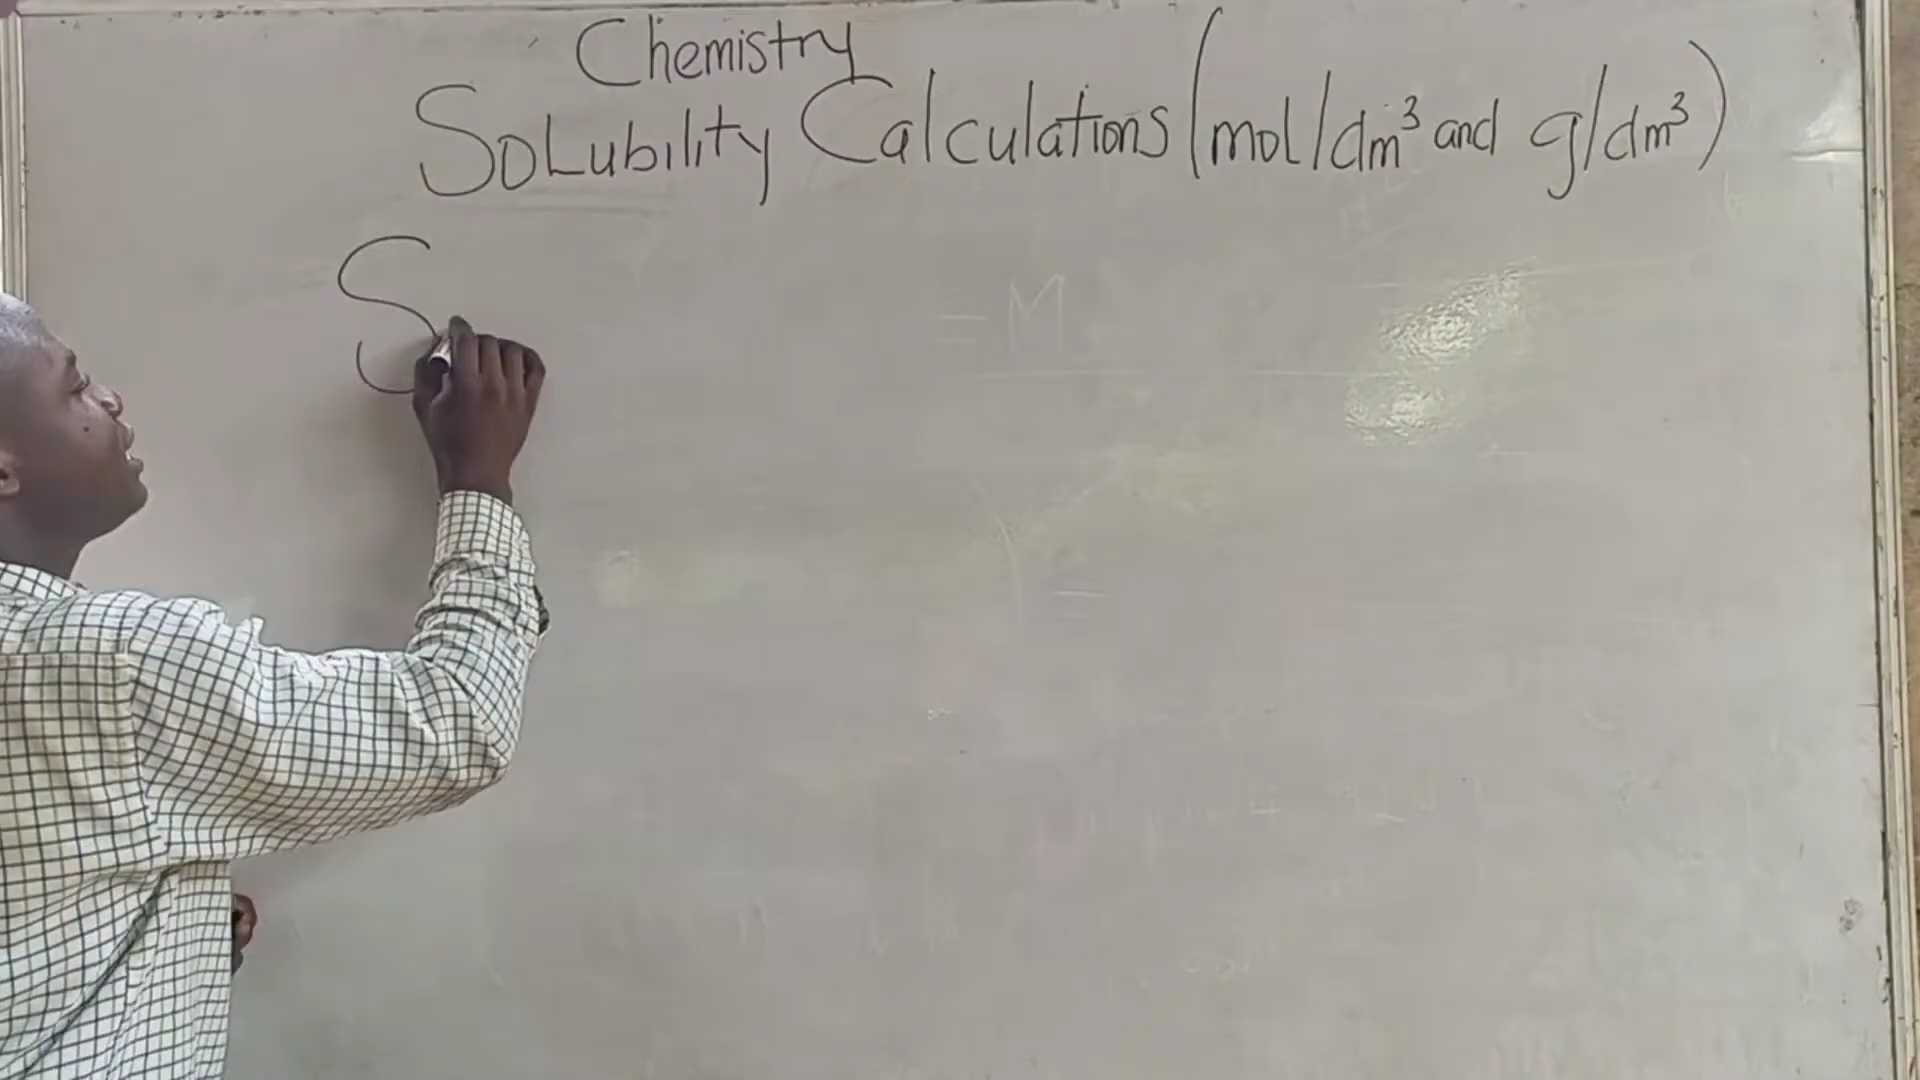 Chemistry
Solubility Calculations (mol/dm³ and g/dm³)
S
= M